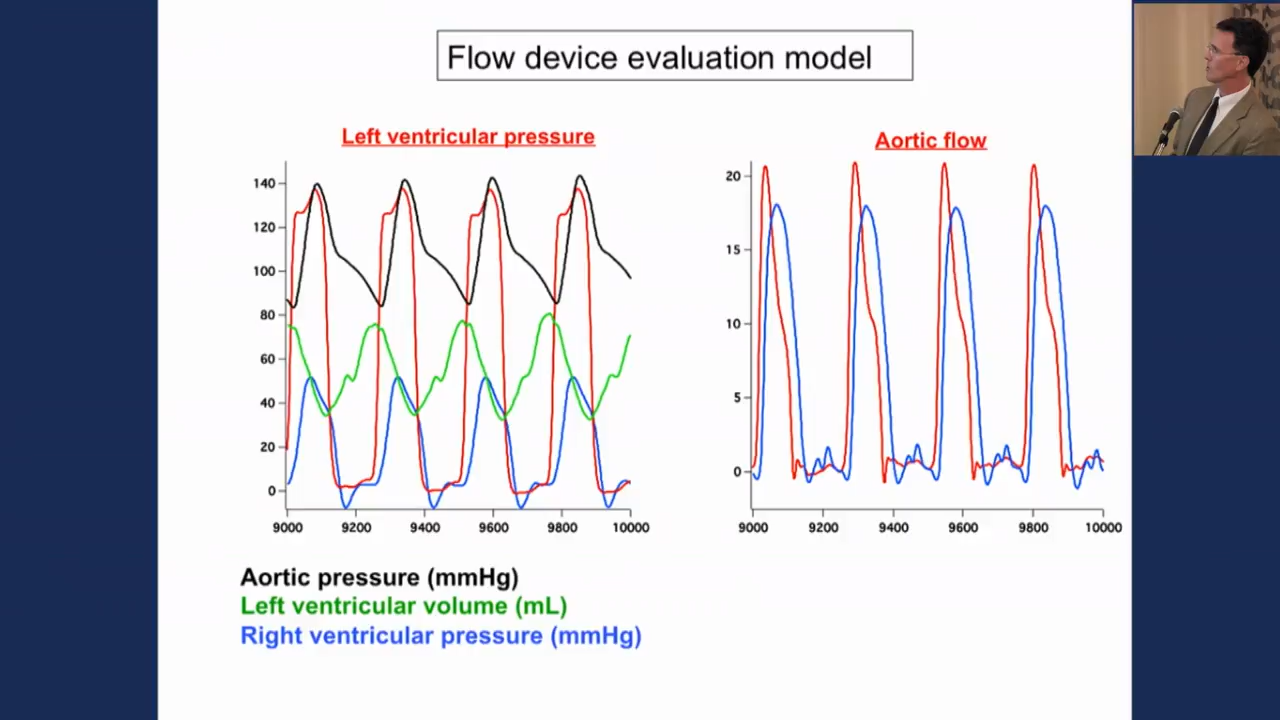 Flow device evaluation model
Left ventricular pressure
140
120
100
80
60
40
20
0
9000 9200 9400 9600 9800 10000
Aortic flow
20
15
10
5
0
9000 9200 9400 9600 9800 10000
Aortic pressure (mmHg)
Left ventricular volume (mL)
Right ventricular pressure (mmHg)